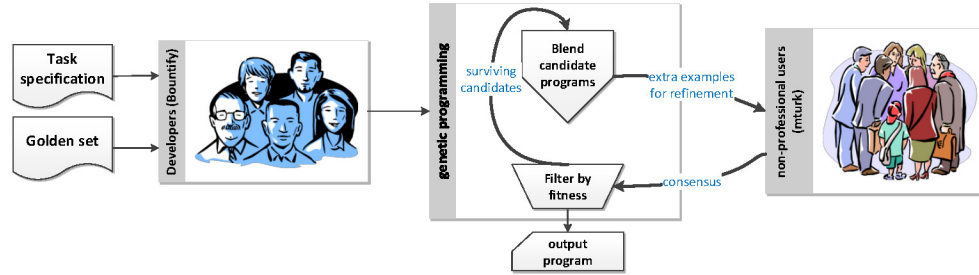 Task
specification
Golden set
Developers (Bountify)
genetic programming
surviving
candidates
Blend
candidate
programs
extra examples
for refinement
Filter by
fitness
consensus
output
program
non-professional users
(mturk)